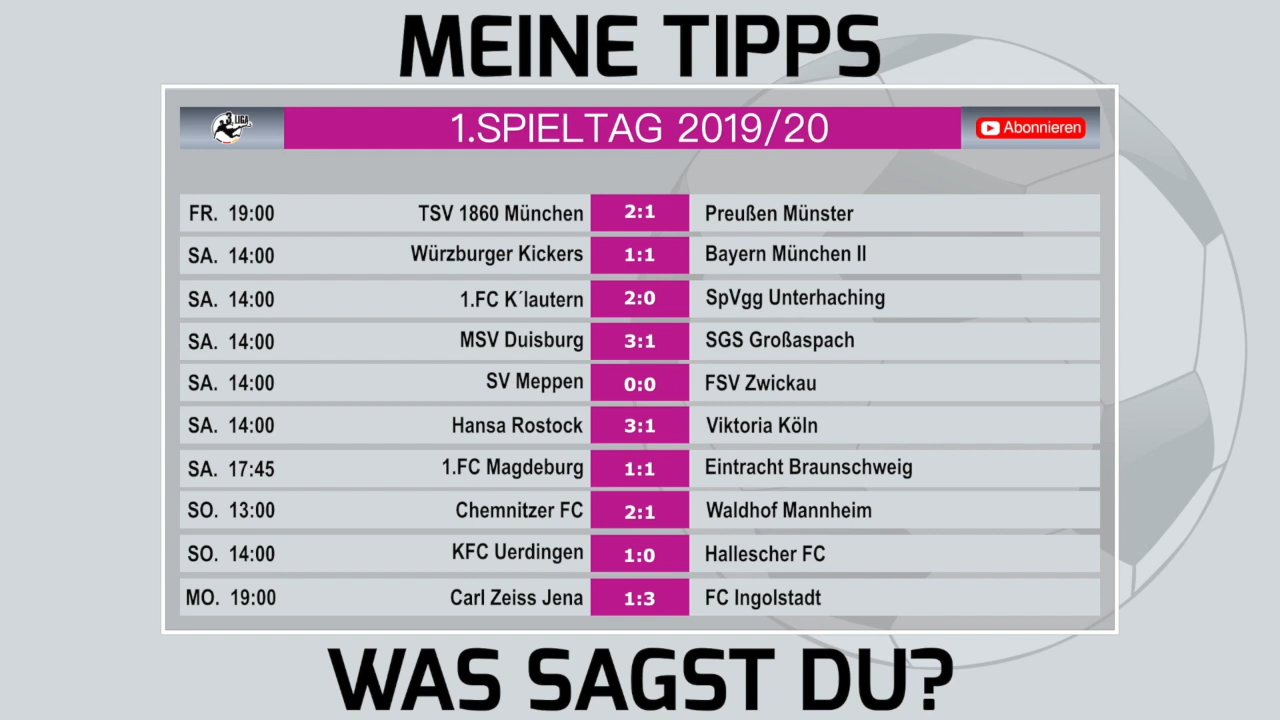 MEINE TIPPS
3. LIGA 1.SPIELTAG 2019/20 Abonnieren
FR. 19:00 TSV 1860 München 2:1 Preußen Münster
SA. 14:00 Würzburger Kickers 1:1 Bayern München II
SA. 14:00 1.FC K´lautern 2:0 SpVgg Unterhaching
SA. 14:00 MSV Duisburg 3:1 SGS Großaspach
SA. 14:00 SV Meppen 0:0 FSV Zwickau
SA. 14:00 Hansa Rostock 3:1 Viktoria Köln
SA. 17:45 1.FC Magdeburg 1:1 Eintracht Braunschweig
SO. 13:00 Chemnitzer FC 2:1 Waldhof Mannheim
SO. 14:00 KFC Uerdingen 1:0 Hallescher FC
MO. 19:00 Carl Zeiss Jena 1:3 FC Ingolstadt
WAS SAGST DU?